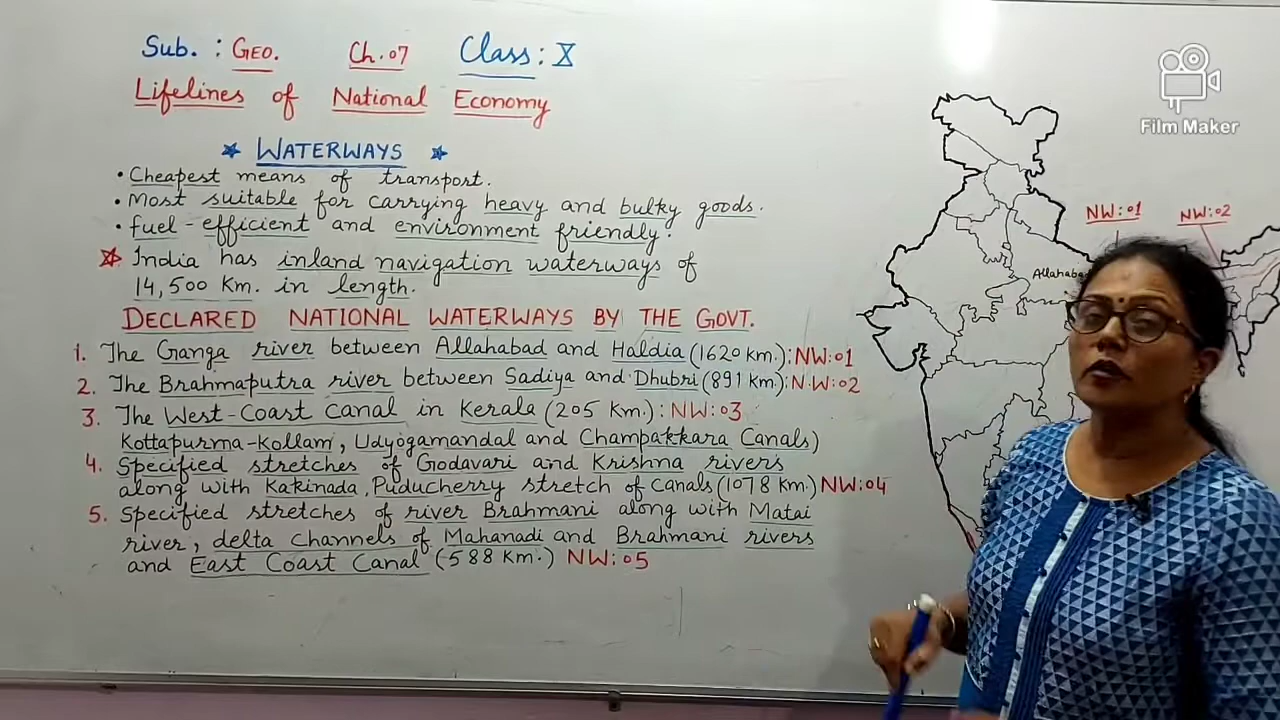 Sub. : GEO. Ch.07 Class: X
Lifelines of National Economy
WATERWAYS
• Cheapest means of transport.
• Most suitable for carrying heavy and bulky goods.
• fuel-efficient and environment friendly.
India has inland navigation waterways of
14,500 Km. in length.
DECLARED NATIONAL WATERWAYS BY THE GOVT.
1. The Ganga river between Allahabad and Haldia (1620 km.): NW:01
2. The Brahmaputra river between Sadiya and Dhubri (891 Km): N.W:02
3. The West-Coast Canal in Kerala (205 Km.): NW:03
Kottapurma-Kollam, Udyogamandal and Champakkara Canals)
4. Specified stretches of Godavari and Krishna rivers
along with Kakinada, Puducherry stretch of Canals (1078 Km.) NW:04
5. Specified stretches of river Brahmani along with Matai
river, delta channels of Mahanadi and Brahmani rivers
and East Coast Canal (588 Km.) NW:05
Film Maker
NW:01 NW:02